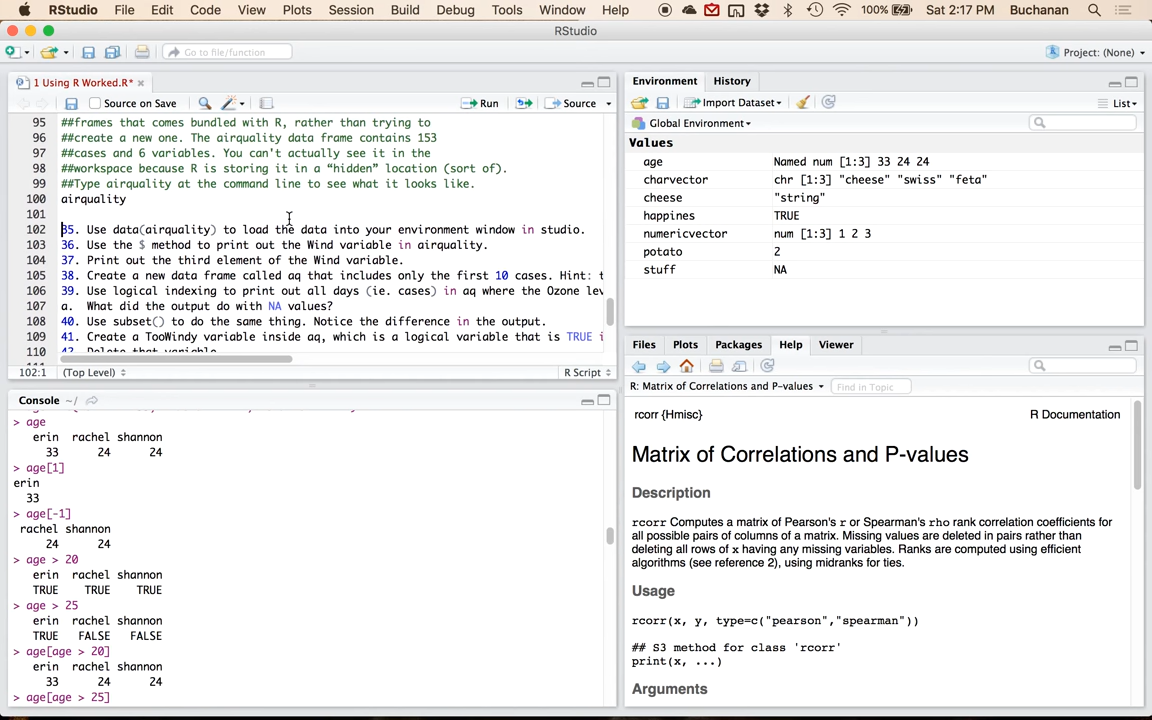 RStudio File Edit Code View Plots Session Build Debug Tools Window Help 100% Sat 2:17 PM Buchanan
RStudio
Go to file/function
Project: (None)
1 Using R Worked.R*
Source on Save
Run
Source
95 ##frames that comes bundled with R, rather than trying to
96 ##create a new one. The airquality data frame contains 153
97 ##cases and 6 variables. You can't actually see it in the
98 ##workspace because R is storing it in a “hidden” location (sort of).
99 ##Type airquality at the command line to see what it looks like.
100 airquality
101
102 35. Use data(airquality) to load the data into your environment window in studio.
103 36. Use the $ method to print out the Wind variable in airquality.
104 37. Print out the third element of the Wind variable.
105 38. Create a new data frame called aq that includes only the first 10 cases. Hint: t
106 39. Use logical indexing to print out all days (ie. cases) in aq where the Ozone lev
107 a. What did the output do with NA values?
108 40. Use subset() to do the same thing. Notice the difference in the output.
109 41. Create a TooWindy variable inside aq, which is a logical variable that is TRUE i
110 42. Delete that variable
102:1 (Top Level) R Script
Console ~/
> age
erin rachel shannon
33 24 24
> age[1]
erin
33
> age[-1]
rachel shannon
24 24
> age > 20
erin rachel shannon
TRUE TRUE TRUE
> age > 25
erin rachel shannon
TRUE FALSE FALSE
> age[age > 20]
erin rachel shannon
33 24 24
> age[age > 25]
Environment History
Import Dataset List
Global Environment
Values
age Named num [1:3] 33 24 24
charvector chr [1:3] "cheese" "swiss" "feta"
cheese "string"
happines TRUE
numericvector num [1:3] 1 2 3
potato 2
stuff NA
Files Plots Packages Help Viewer
R: Matrix of Correlations and P-values Find in Topic
rcorr {Hmisc} R Documentation
Matrix of Correlations and P-values
Description
rcorr Computes a matrix of Pearson's r or Spearman's rho rank correlation coefficients for
all possible pairs of columns of a matrix. Missing values are deleted in pairs rather than
deleting all rows of x having any missing variables. Ranks are computed using efficient
algorithms (see reference 2), using midranks for ties.
Usage
rcorr(x, y, type=c("pearson","spearman"))
## S3 method for class 'rcorr'
print(x, ...)
Arguments